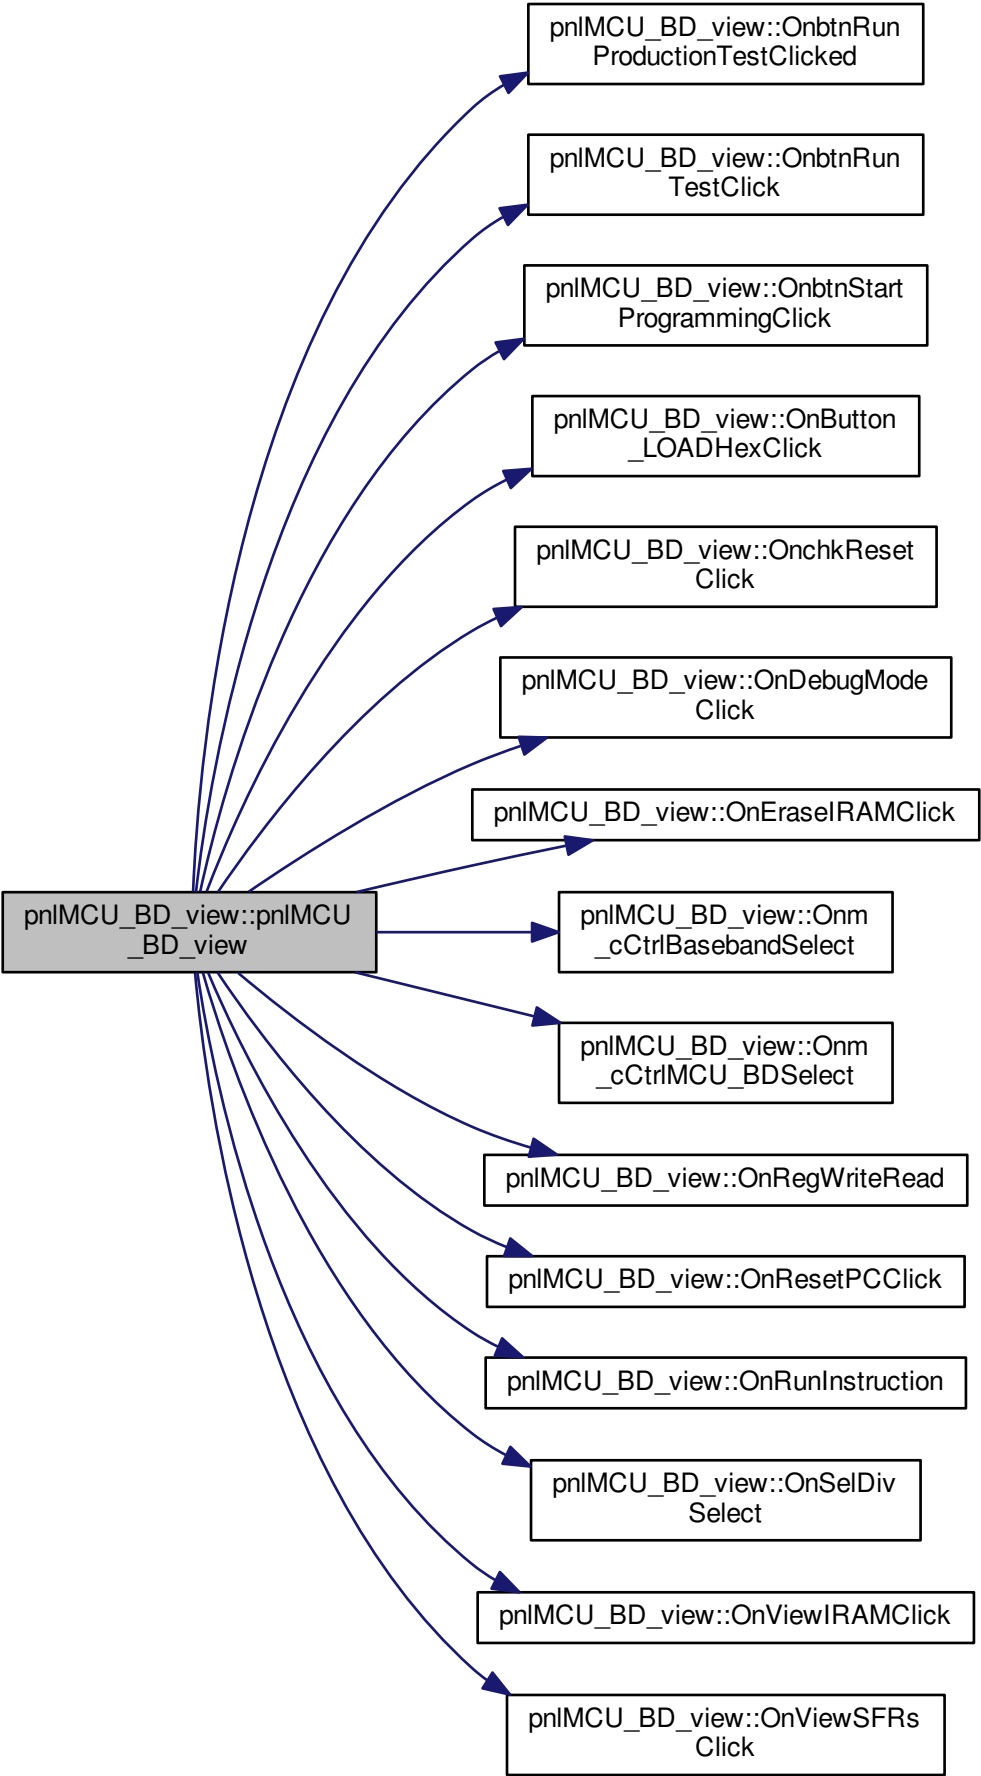 pnlMCU_BD_view::OnbtnRun
ProductionTestClicked
pnlMCU_BD_view::OnbtnRun
TestClick
pnlMCU_BD_view::OnbtnStart
ProgrammingClick
pnlMCU_BD_view::OnButton
_LOADHexClick
pnlMCU_BD_view::OnchkReset
Click
pnlMCU_BD_view::OnDebugMode
Click
pnlMCU_BD_view::OnEraseIRAMClick
pnlMCU_BD_view::pnlMCU
_BD_view
pnlMCU_BD_view::Onm
_cCtrlBasebandSelect
pnlMCU_BD_view::Onm
_cCtrlMCU_BDSelect
pnlMCU_BD_view::OnRegWriteRead
pnlMCU_BD_view::OnResetPCClick
pnlMCU_BD_view::OnRunInstruction
pnlMCU_BD_view::OnSelDiv
Select
pnlMCU_BD_view::OnViewIRAMClick
pnlMCU_BD_view::OnViewSFRs
Click